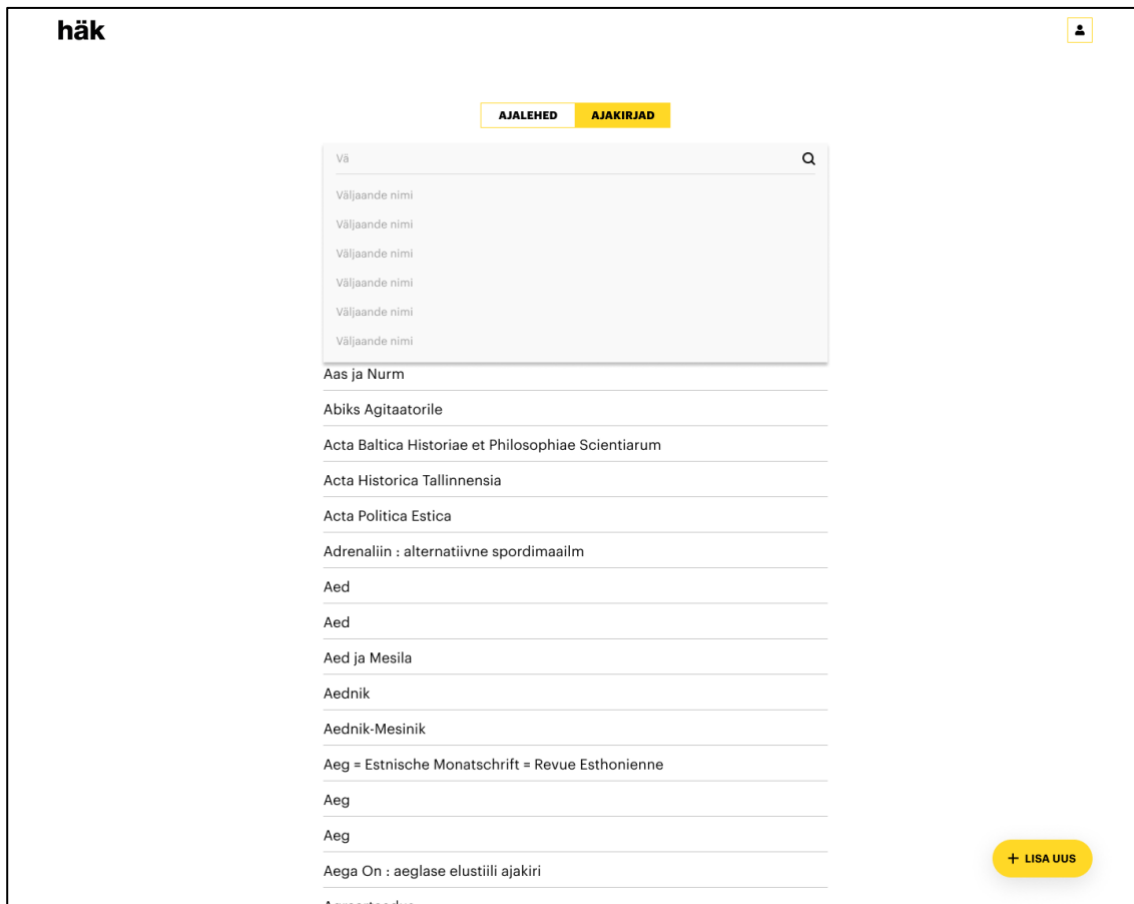 häk
AJALEHED AJAKIRJAD
Vä
Väljaande nimi
Väljaande nimi
Väljaande nimi
Väljaande nimi
Väljaande nimi
Väljaande nimi
Aas ja Nurm
Abiks Agitaatorile
Acta Baltica Historiae et Philosophiae Scientiarum
Acta Historica Tallinnensia
Acta Politica Estica
Adrenaliin : alternatiivne spordimaailm
Aed
Aed
Aed ja Mesila
Aednik
Aednik-Mesinik
Aeg = Estnische Monatschrift = Revue Esthonienne
Aeg
Aeg
Aega On : aeglase elustiili ajakiri
+ LISA UUS